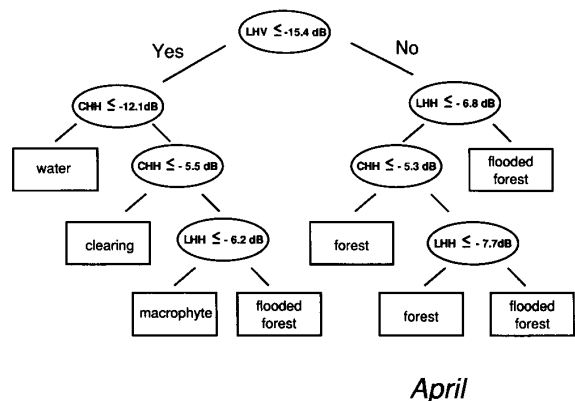 LHV ≤ -15.4 dB
Yes
No
CHH ≤ -12.1dB
LHH ≤ - 6.8 dB
water
CHH ≤ - 5.5 dB
CHH ≤ - 5.3 dB
flooded
forest
clearing
LHH ≤ - 6.2 dB
forest
LHH ≤ - 7.7dB
macrophyte
flooded
forest
forest
flooded
forest
April